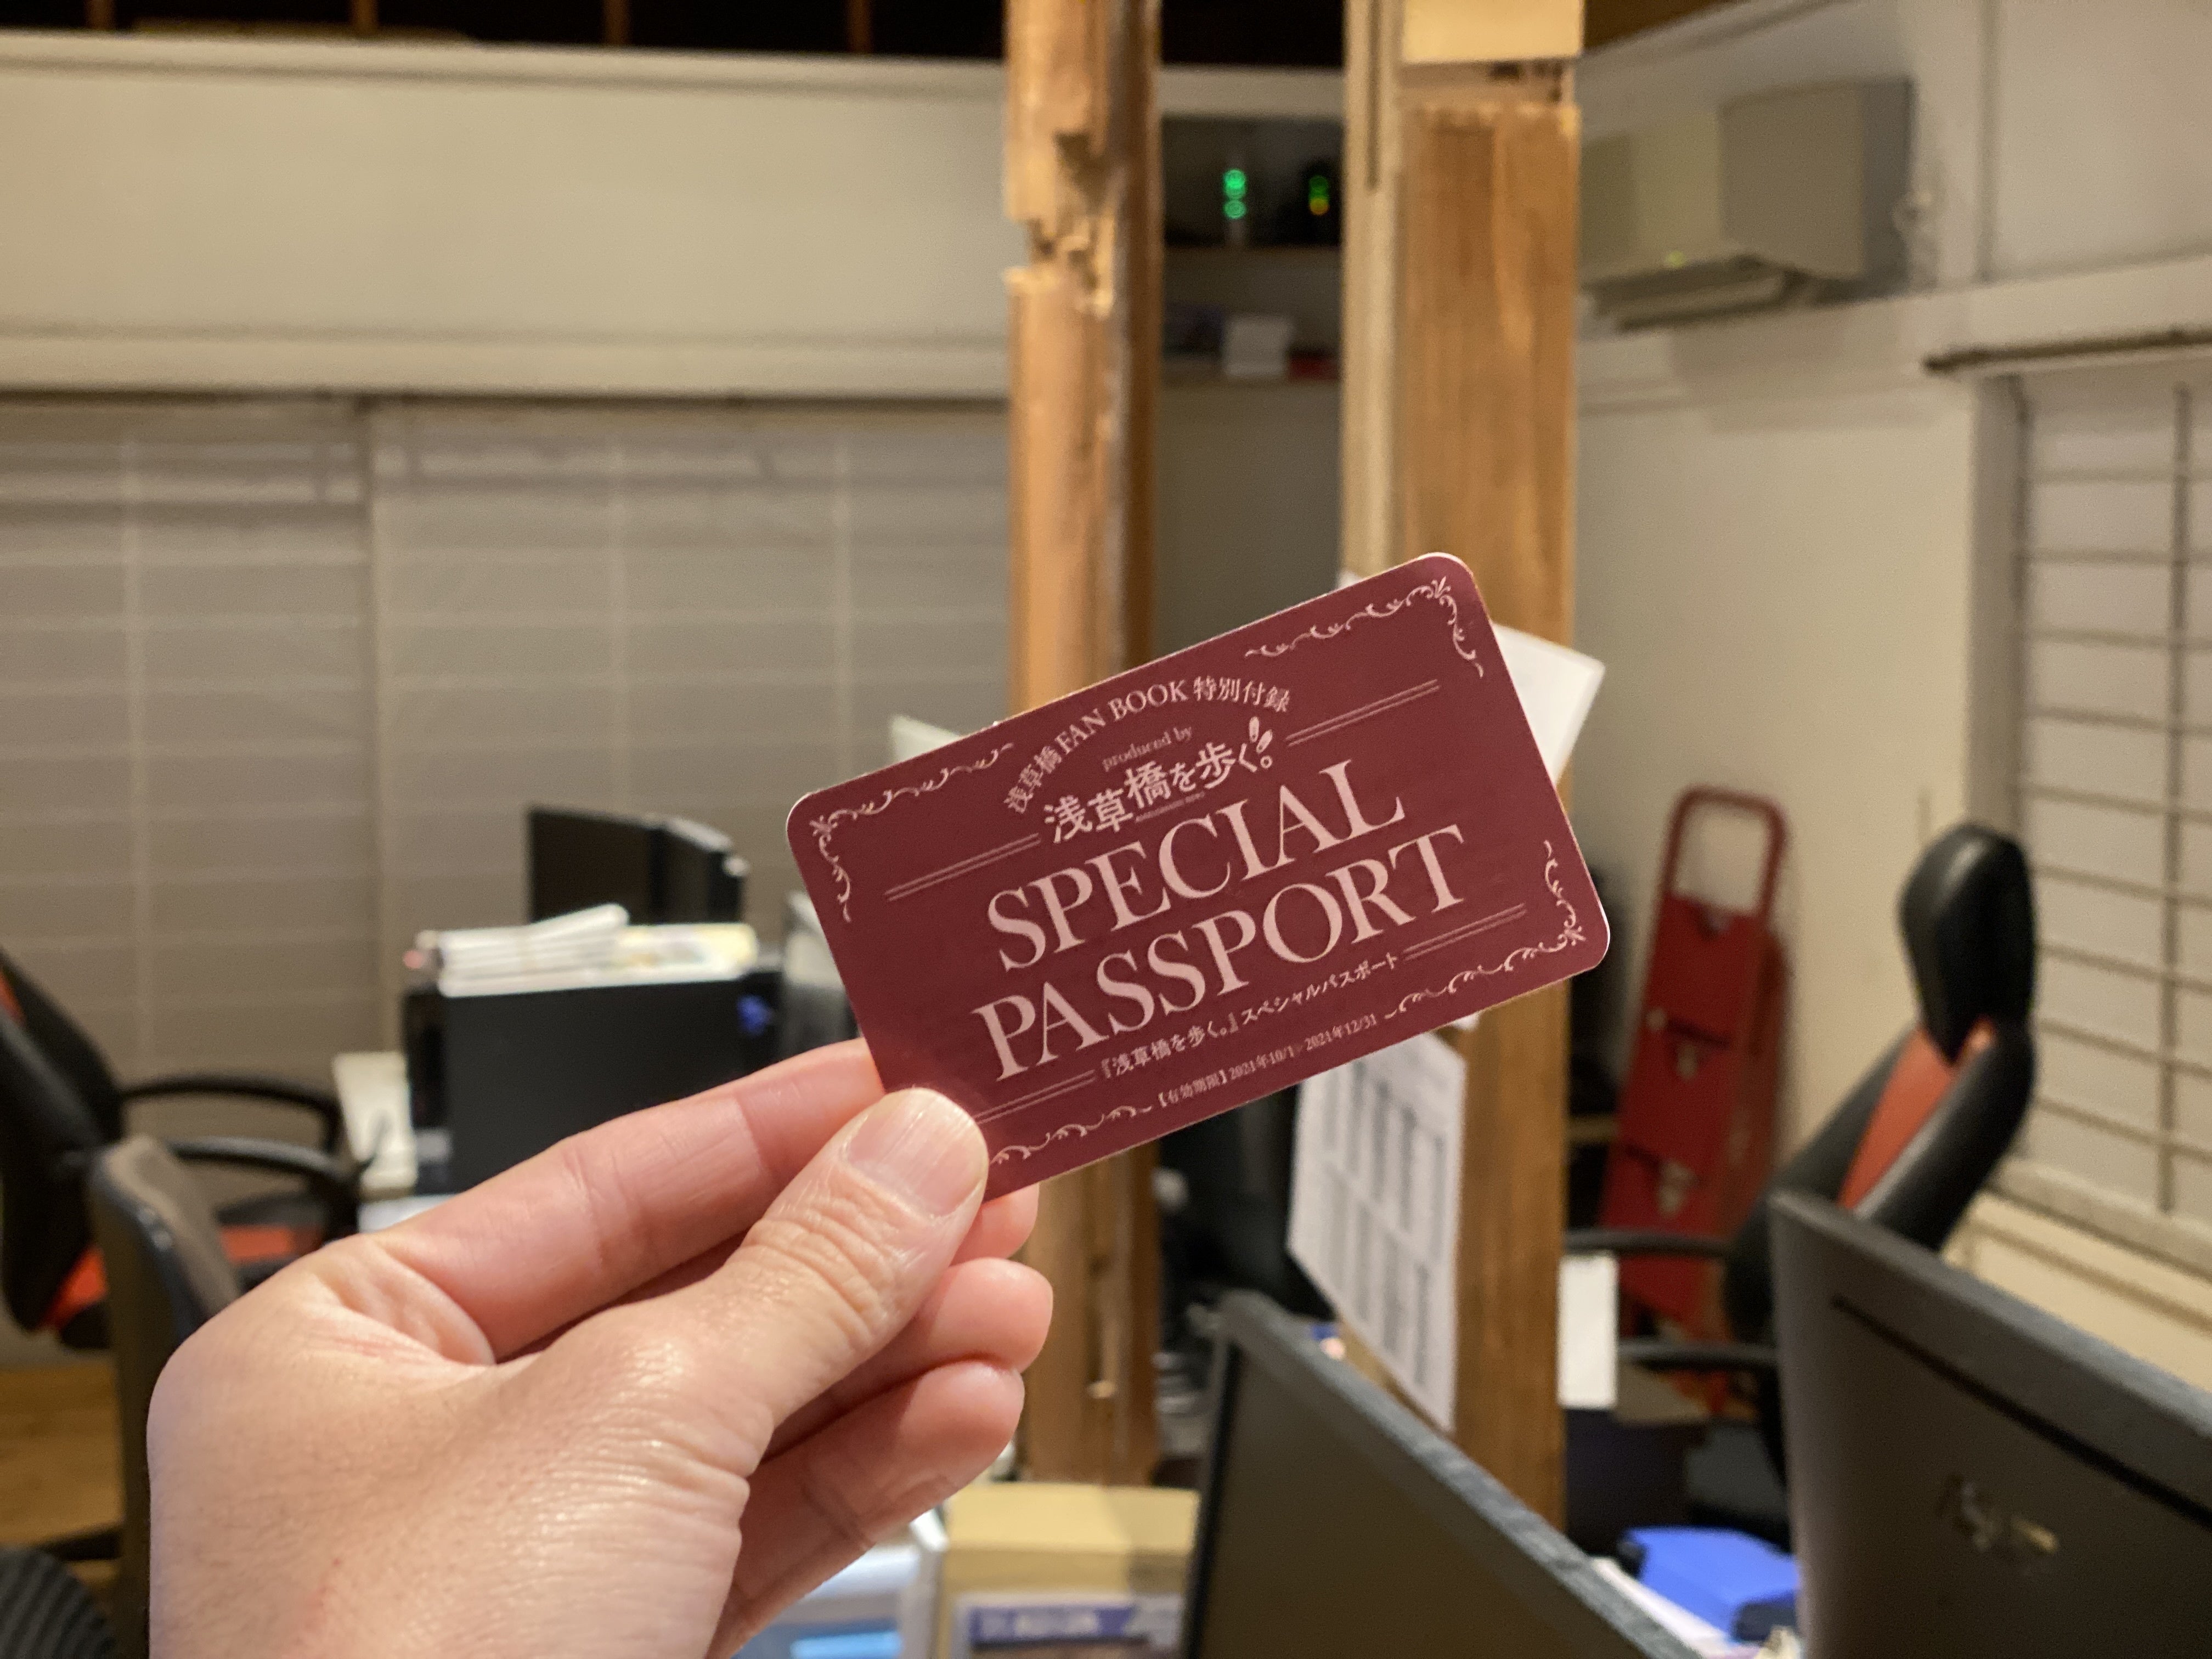 浅草橋 FAN BOOK 特別付録
produced by
浅草橋を歩く。
SPECIAL
PASSPORT
『浅草橋を歩く。』スペシャルパスポート
【有効期限】2021年10/1>2021年12/31